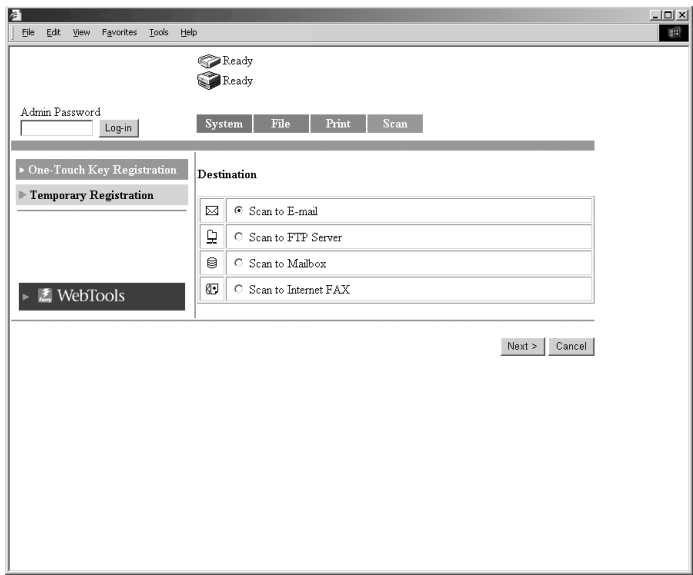 File Edit View Favorites Tools Help
Ready
Ready
Admin Password
Log-in
System File Print Scan
One-Touch Key Registration
Temporary Registration
Destination
Scan to E-mail
Scan to FTP Server
Scan to Mailbox
Scan to Internet FAX
WebTools
Next > Cancel